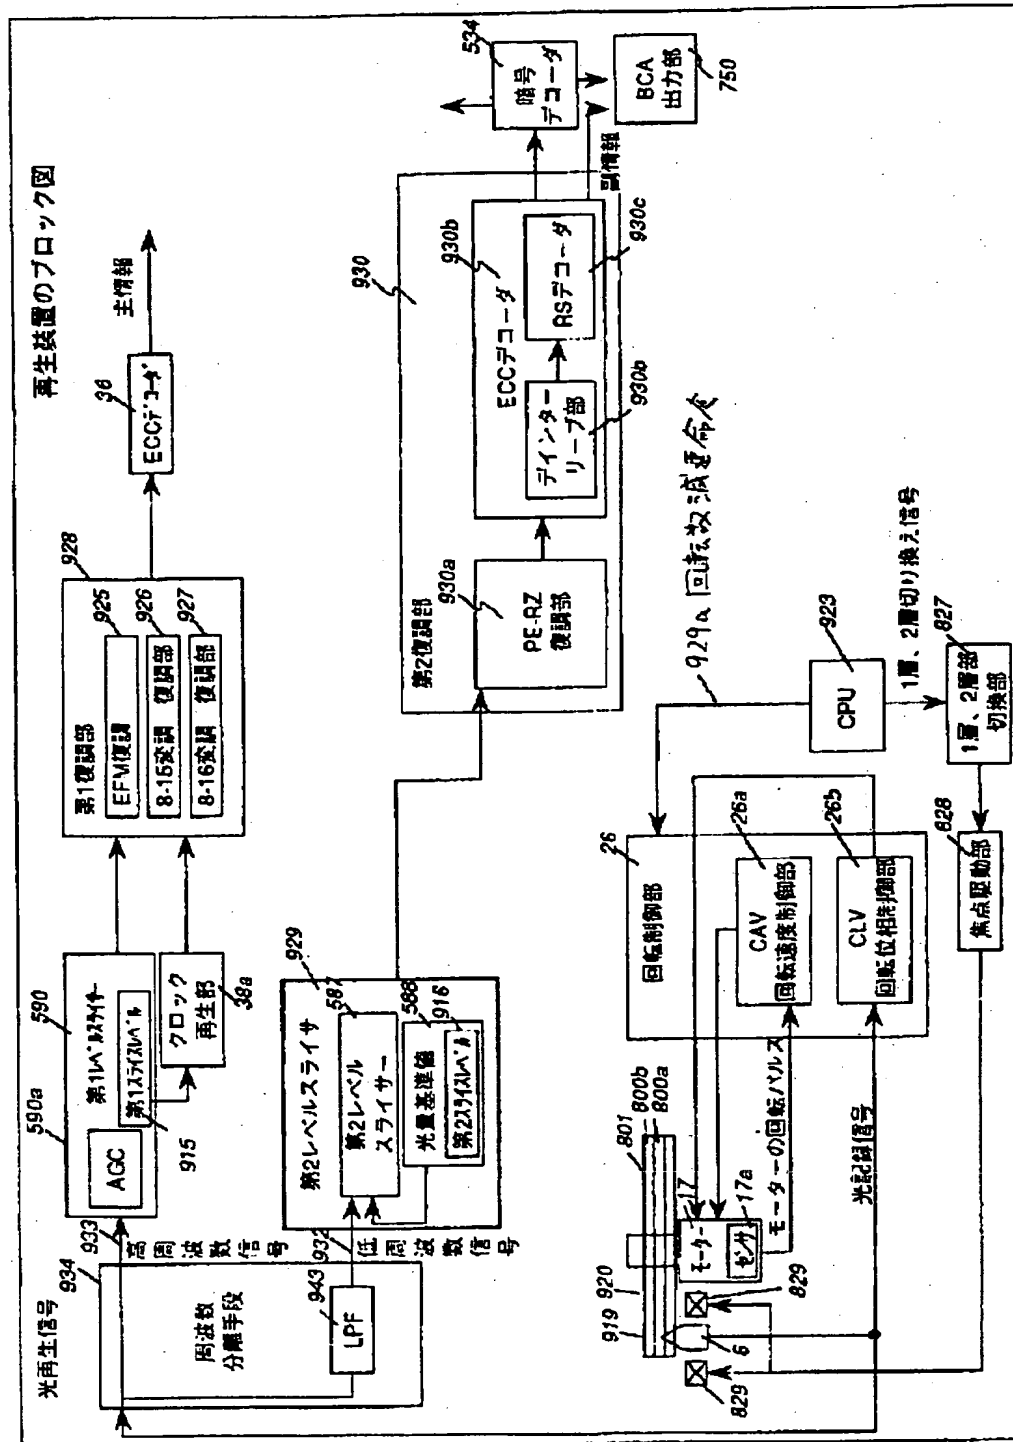 再生装置のブロック図
光再生信号
934
周波数
分離手段
943
LPF
933
高周波数信号
932
低周波数信号
590a
590
第1レベルスライサー
AGC
第1スライスレベル
915
クロック
再生部
38a
928
第1復調部
925
EFM復調
926
8-15変調 復調部
927
8-16変調 復調部
36
ECCデコーダ
主情報
929
第2レベルスライサ
587
第2レベル
スライサー
588
光量基準値
916
第2スライスレベル
930
第2復調部
930a
PE-RZ
復調部
930b
ECCデコーダ
デインター
リーブ部
930b
RSデコーダ
930c
副情報
534
暗号
デコーダ
BCA
出力部
750
929a 回転数減速命令
923
CPU
1層、2層切り換え信号
827
1層、2層部
切換部
828
焦点駆動部
26
回転制御部
26a
CAV
回転速度制御部
26b
CLV
回転位相制御部
モーターの回転パルス
光記録信号
919
920
801
800b
800a
17
モーター
17a
センサ
829
6
829